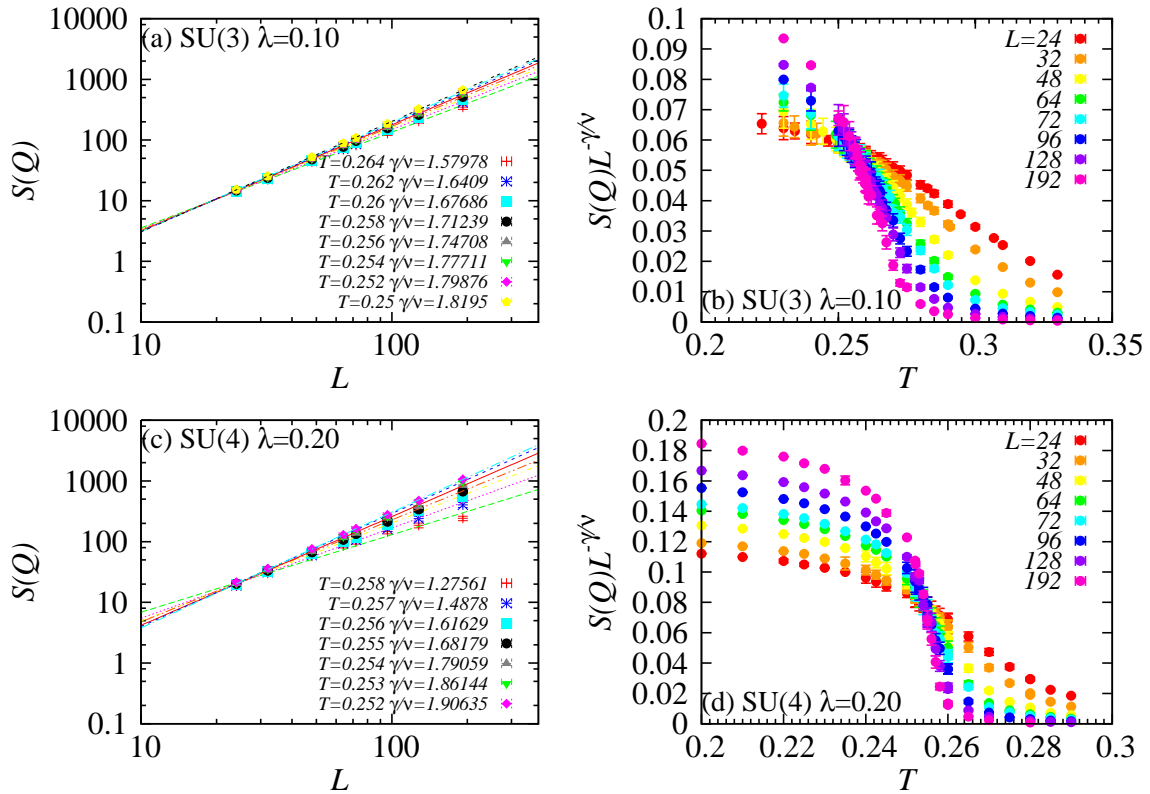 (a) SU(3) λ=0.10
S(Q)
10000
1000
100
10
1
0.1
T=0.264 γ/ν=1.57978
T=0.262 γ/ν=1.6409
T=0.26 γ/ν=1.67686
T=0.258 γ/ν=1.71239
T=0.256 γ/ν=1.74708
T=0.254 γ/ν=1.77711
T=0.252 γ/ν=1.79876
T=0.25 γ/ν=1.8195
10 100
L
S(Q)L^-γ/ν
0.1
0.09
0.08
0.07
0.06
0.05
0.04
0.03
0.02
0.01
0
L=24
32
48
64
72
96
128
192
(b) SU(3) λ=0.10
0.2 0.25 0.3 0.35
T
(c) SU(4) λ=0.20
S(Q)
10000
1000
100
10
1
0.1
T=0.258 γ/ν=1.27561
T=0.257 γ/ν=1.4878
T=0.256 γ/ν=1.61629
T=0.255 γ/ν=1.68179
T=0.254 γ/ν=1.79059
T=0.253 γ/ν=1.86144
T=0.252 γ/ν=1.90635
10 100
L
S(Q)L^-γ/ν
0.2
0.18
0.16
0.14
0.12
0.1
0.08
0.06
0.04
0.02
0
L=24
32
48
64
72
96
128
192
(d) SU(4) λ=0.20
0.2 0.22 0.24 0.26 0.28 0.3
T